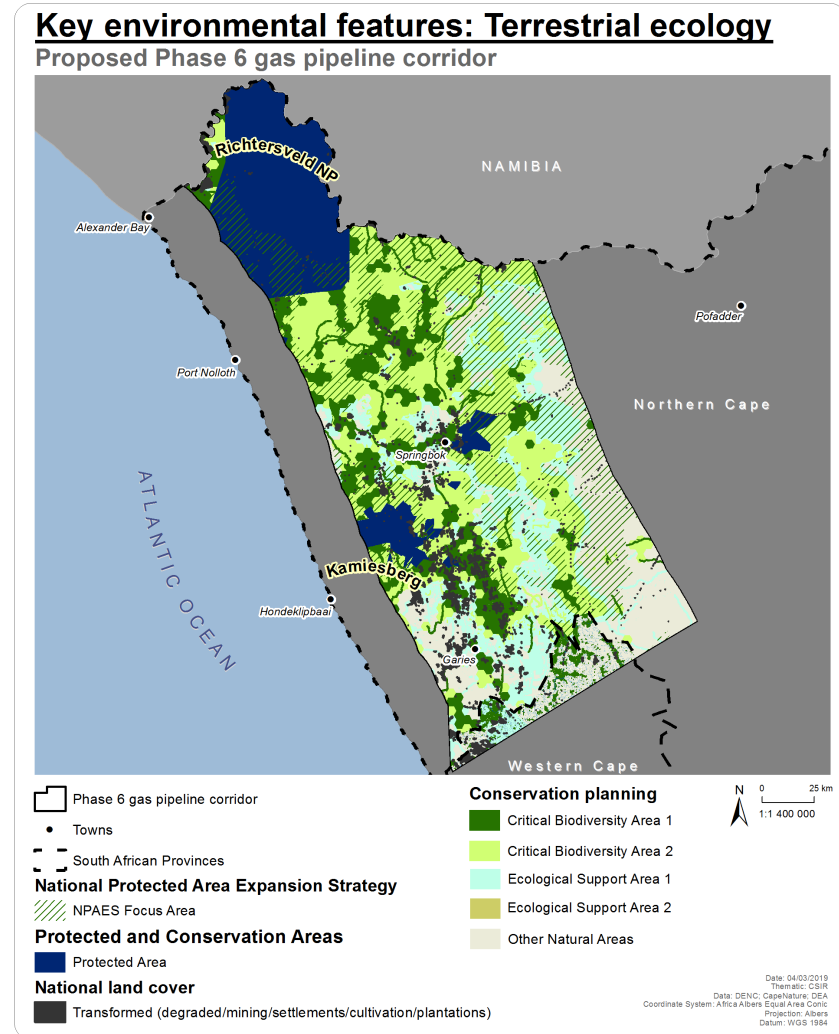 Key environmental features: Terrestrial ecology
Proposed Phase 6 gas pipeline corridor
Richtersveld NP
NAMIBIA
Alexander Bay
Pofadder
Port Nolloth
Northern Cape
Springbok
ATLANTIC OCEAN
Kamiesberg
Hondeklipbaai
Garies
Western Cape
Phase 6 gas pipeline corridor
Towns
South African Provinces
National Protected Area Expansion Strategy
NPAES Focus Area
Protected and Conservation Areas
Protected Area
National land cover
Transformed (degraded/mining/settlements/cultivation/plantations)
Conservation planning
Critical Biodiversity Area 1
Critical Biodiversity Area 2
Ecological Support Area 1
Ecological Support Area 2
Other Natural Areas
N
0 25 km
1:1 400 000
Date: 04/03/2019
Thematic: CSIR
Data: DENC; CapeNature; DEA
Coordinate System: Africa Albers Equal Area Conic
Projection: Albers
Datum: WGS 1984